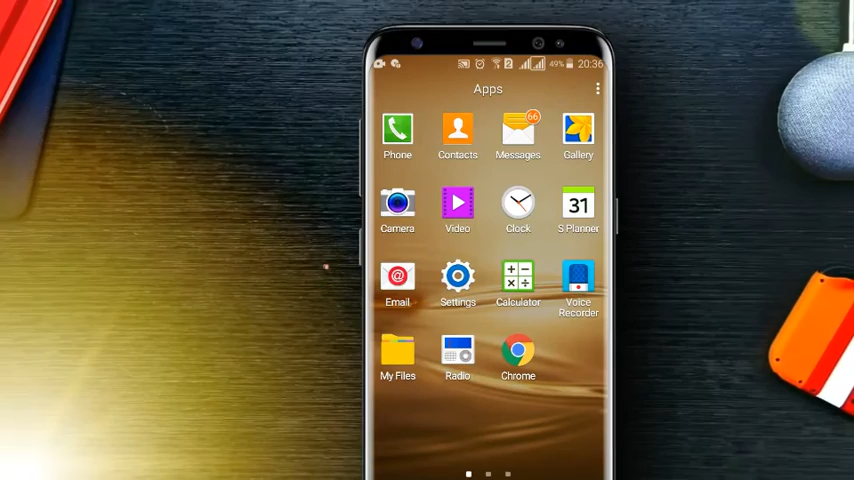 49% 20:36
Apps
66
Phone Contacts Messages Gallery
31
Camera Video Clock S Planner
@
Email Settings Calculator Voice
Recorder
My Files Radio Chrome